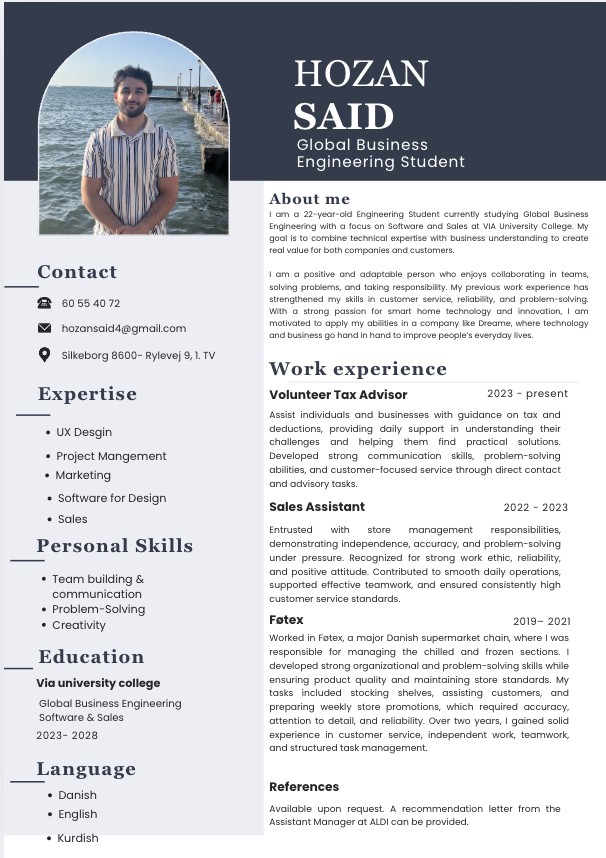 HOZAN
SAID
Global Business
Engineering Student
Contact
60 55 40 72
hozansaid4@gmail.com
Silkeborg 8600- Rylevej 9, 1. TV
Expertise
UX Desgin
Project Mangement
Marketing
Software for Design
Sales
Personal Skills
Team building &
communication
Problem-Solving
Creativity
Education
Via university college
Global Business Engineering
Software & Sales
2023- 2028
Language
Danish
English
Kurdish
About me
I am a 22-year-old Engineering Student currently studying Global Business
Engineering with a focus on Software and Sales at VIA University College. My
goal is to combine technical expertise with business understanding to create
real value for both companies and customers.
I am a positive and adaptable person who enjoys collaborating in teams,
solving problems, and taking responsibility. My previous work experience has
strengthened my skills in customer service, reliability, and problem-solving.
With a strong passion for smart home technology and innovation, I am
motivated to apply my abilities in a company like Dreame, where technology
and business go hand in hand to improve people's everyday lives.
Work experience
Volunteer Tax Advisor 2023 - present
Assist individuals and businesses with guidance on tax and
deductions, providing daily support in understanding their
challenges and helping them find practical solutions.
Developed strong communication skills, problem-solving
abilities, and customer-focused service through direct contact
and advisory tasks.
Sales Assistant 2022 - 2023
Entrusted with store management responsibilities,
demonstrating independence, accuracy, and problem-solving
under pressure. Recognized for strong work ethic, reliability,
and positive attitude. Contributed to smooth daily operations,
supported effective teamwork, and ensured consistently high
customer service standards.
Føtex 2019– 2021
Worked in Føtex, a major Danish supermarket chain, where I was
responsible for managing the chilled and frozen sections. I
developed strong organizational and problem-solving skills while
ensuring product quality and maintaining store standards. My
tasks included stocking shelves, assisting customers, and
preparing weekly store promotions, which required accuracy,
attention to detail, and reliability. Over two years, I gained solid
experience in customer service, independent work, teamwork,
and structured task management.
References
Available upon request. A recommendation letter from the
Assistant Manager at ALDI can be provided.